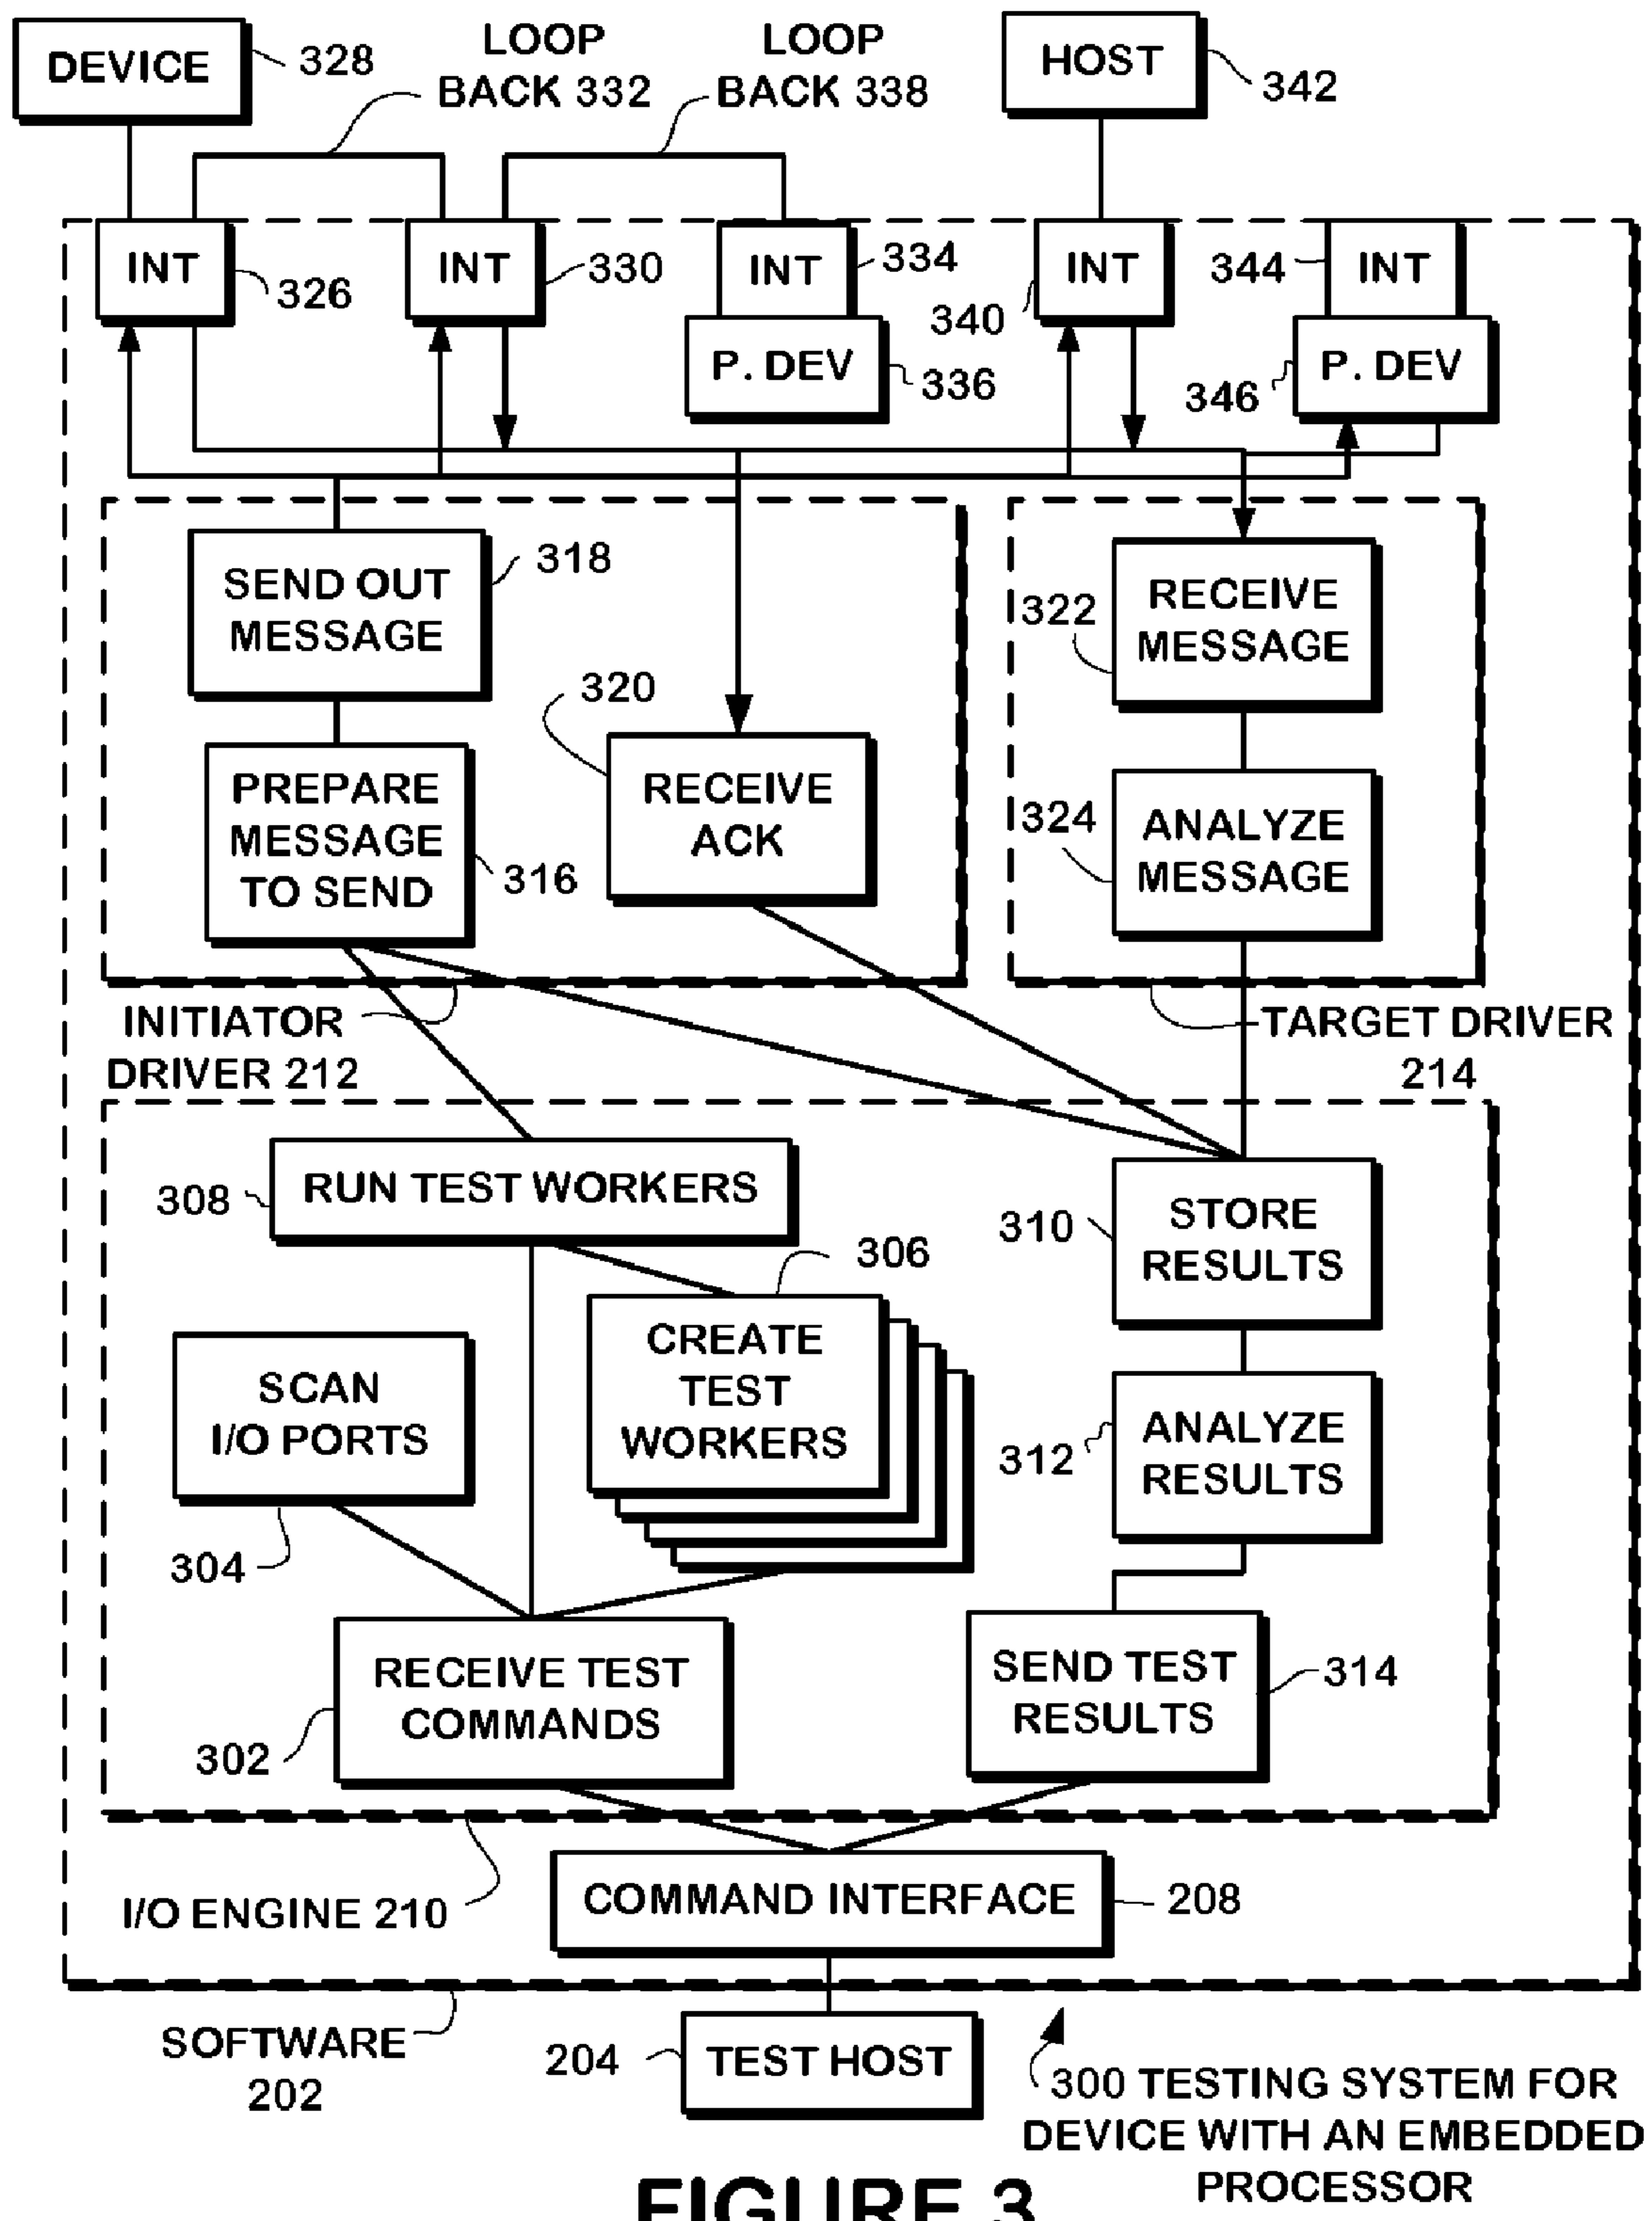 DEVICE
328
LOOP
BACK 332
LOOP
BACK 338
HOST
342
INT
326
INT
330
INT
334
P. DEV
336
INT
340
344
INT
P. DEV
346
SEND OUT
MESSAGE
318
PREPARE
MESSAGE
TO SEND
316
320
RECEIVE
ACK
322
RECEIVE
MESSAGE
324
ANALYZE
MESSAGE
INITIATOR
DRIVER 212
TARGET DRIVER
214
308
RUN TEST WORKERS
306
CREATE
TEST
WORKERS
SCAN
I/O PORTS
304
310
STORE
RESULTS
312
ANALYZE
RESULTS
RECEIVE TEST
COMMANDS
302
SEND TEST
RESULTS
314
I/O ENGINE 210
COMMAND INTERFACE
208
SOFTWARE
202
204
TEST HOST
300 TESTING SYSTEM FOR
DEVICE WITH AN EMBEDDED
PROCESSOR
FIGURE 3